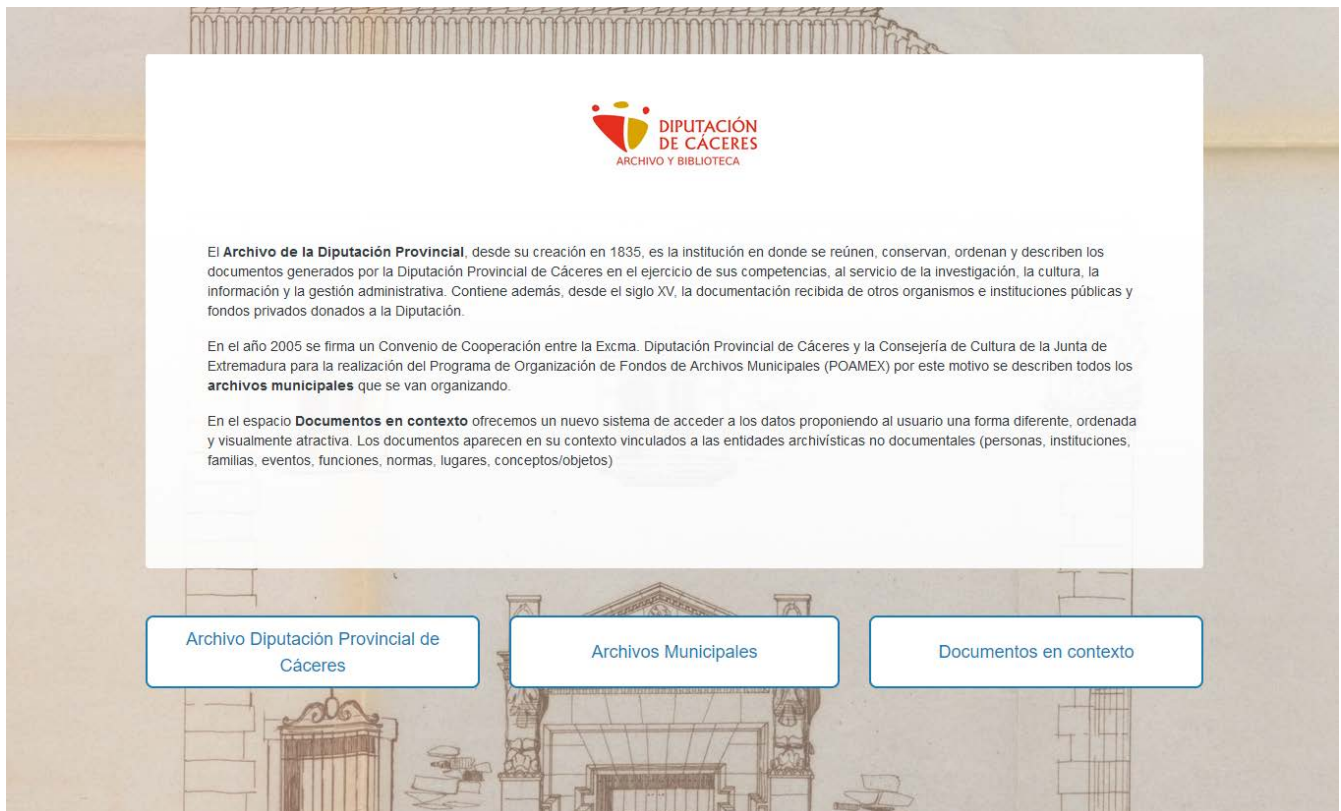 DIPUTACIÓN
DE CÁCERES
ARCHIVO Y BIBLIOTECA
El Archivo de la Diputación Provincial, desde su creación en 1835, es la institución en donde se reúnen, conservan, ordenan y describen los
documentos generados por la Diputación Provincial de Cáceres en el ejercicio de sus competencias, al servicio de la investigación, la cultura, la
información y la gestión administrativa. Contiene además, desde el siglo XV, la documentación recibida de otros organismos e instituciones públicas y
fondos privados donados a la Diputación.
En el año 2005 se firma un Convenio de Cooperación entre la Excma. Diputación Provincial de Cáceres y la Consejería de Cultura de la Junta de
Extremadura para la realización del Programa de Organización de Fondos de Archivos Municipales (POAMEX) por este motivo se describen todos los
archivos municipales que se van organizando.
En el espacio Documentos en contexto ofrecemos un nuevo sistema de acceder a los datos proponiendo al usuario una forma diferente, ordenada
y visualmente atractiva. Los documentos aparecen en su contexto vinculados a las entidades archivísticas no documentales (personas, instituciones,
familias, eventos, funciones, normas, lugares, conceptos/objetos)
Archivo Diputación Provincial de
Cáceres
Archivos Municipales
Documentos en contexto